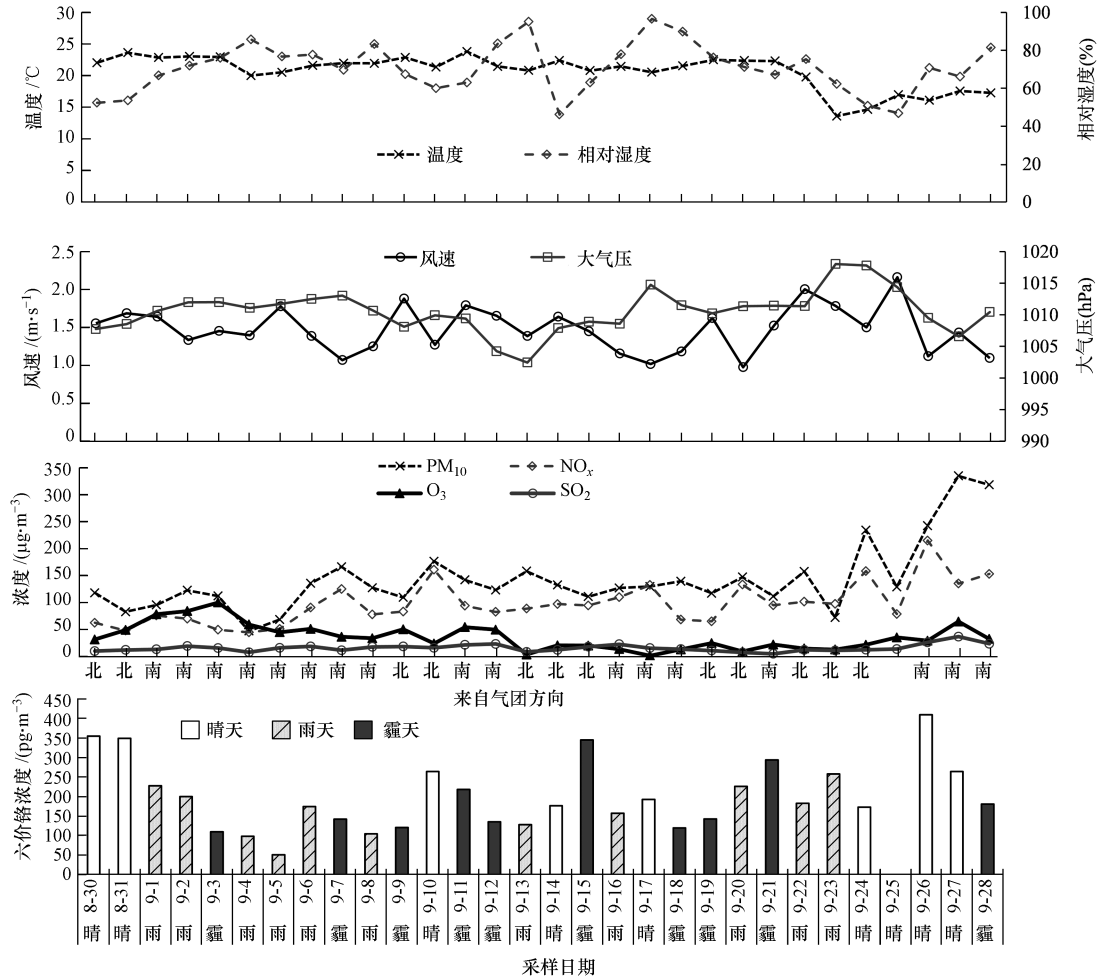 30 100
25 80
20 60
15 40
10 20
5 0
0
温度 /℃
相对湿度(%)
温度 相对湿度
2.5 1020
2.0 1015
1.5 1010
1.0 1005
0.5 1000
0 995
990
风速 /(m·s⁻¹)
大气压(hPa)
风速 大气压
350
300
250
200
150
100
50
0
浓度 /(μg·m⁻³)
PM₁₀ NOₓ
O₃ SO₂
北 北 南 南 南 南 南 南 南 南 北 北 南 南 北 北 北 南 南 南 北 北 南 北 北 北 南 南 南
来自气团方向
450
400
350
300
250
200
150
100
50
0
六价铬浓度 /(pg·m⁻³)
晴天 雨天 霾天
8-30 8-31 9-1 9-2 9-3 9-4 9-5 9-6 9-7 9-8 9-9 9-10 9-11 9-12 9-13 9-14 9-15 9-16 9-17 9-18 9-19 9-20 9-21 9-22 9-23 9-24 9-25 9-26 9-27 9-28
晴 晴 雨 雨 霾 雨 雨 雨 霾 雨 霾 晴 霾 霾 雨 晴 霾 雨 晴 霾 霾 雨 霾 雨 雨 晴 晴 晴 霾
采样日期